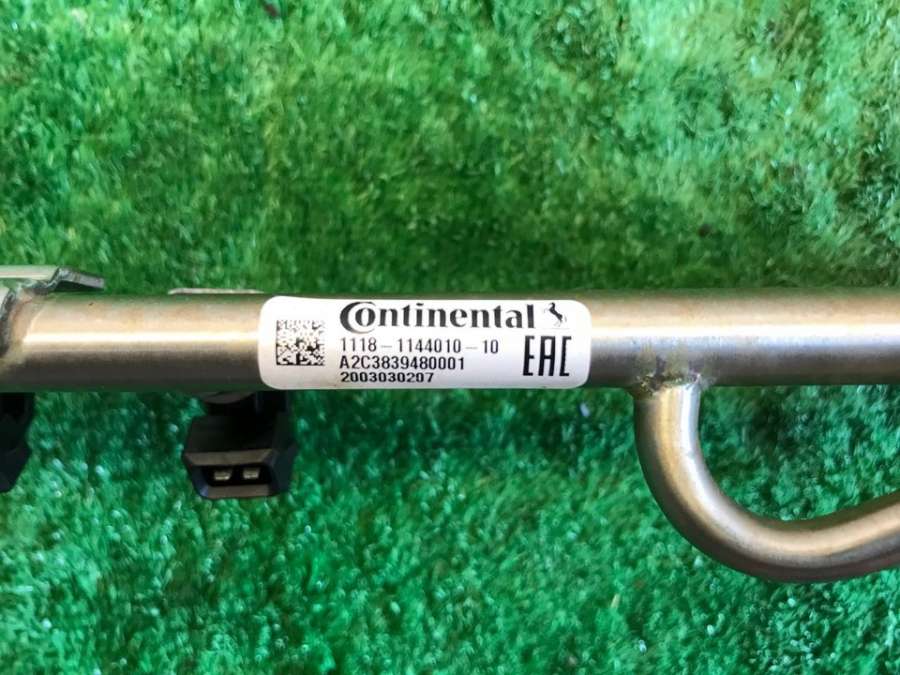 Continental
1118-1144010-10
A2C3839480001
2003030207
EAC